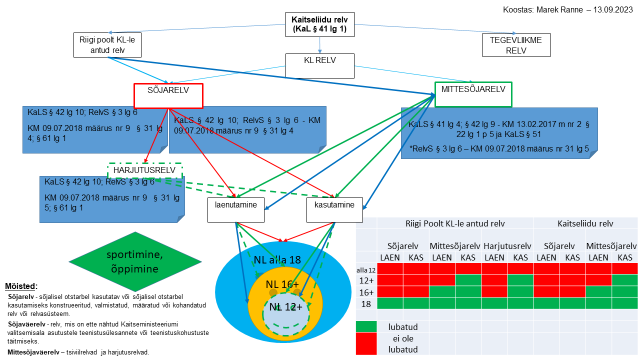 Koostas: Marek Ranne – 13.09.2023
Kaitseliidu relv
(KaL § 41 lg 1)
Riigi poolt KL-le
antud relv
TEGEVLIIKME
RELV
KL RELV
SÕJARELV
MITTESÕJARELV
KaLS § 42 lg 10; RelvS § 3 lg 6
KM 09.07.2018 määrus nr 9 § 31 lg
4; § 61 lg 1
KaLS § 42 lg 10; RelvS § 3 lg 6 - KM
09.07.2018 määrus nr 9 § 31 lg 4
KaLS § 41 lg 4; § 42 lg 9 - KM 13.02.2017 m nr 2 §
22 lg 1 p 5 ja KaLS § 51
*RelvS § 3 lg 6 – KM 09.07.2018 määrus nr 31 lg 5
HARJUTUSRELV
KaLS § 42 lg 10; RelvS § 3 lg 6
KM 09.07.2018 määrus nr 9 § 31 lg
5; § 61 lg 1
laenutamine
kasutamine
sportimine,
õppimine
NL alla 18
NL 16+
NL 12+
Riigi Poolt KL-le antud relv
Kaitseliidu relv
Sõjarelv Mittesõjarelv Harjutusrelv Sõjarelv Mittesõjarelv
LAEN KAS LAEN KAS LAEN KAS LAEN KAS LAEN KAS
alla 12
12+
16+
18
lubatud
ei ole
lubatud
Mõisted:
Sõjarelv - sõjalisel otstarbel kasutatav või sõjalisel otstarbel
kasutamiseks konstrueeritud, valmistatud, määratud või kohandatud
relv või relvasüsteem.
Sõjaväerelv - relv, mis on ette nähtud Kaitseministeeriumi
valitsemisala asutustele teenistusülesannete või teenistuskohustuste
täitmiseks.
Mittesõjaväerelv – tsiviilrelvad ja harjutusrelvad.